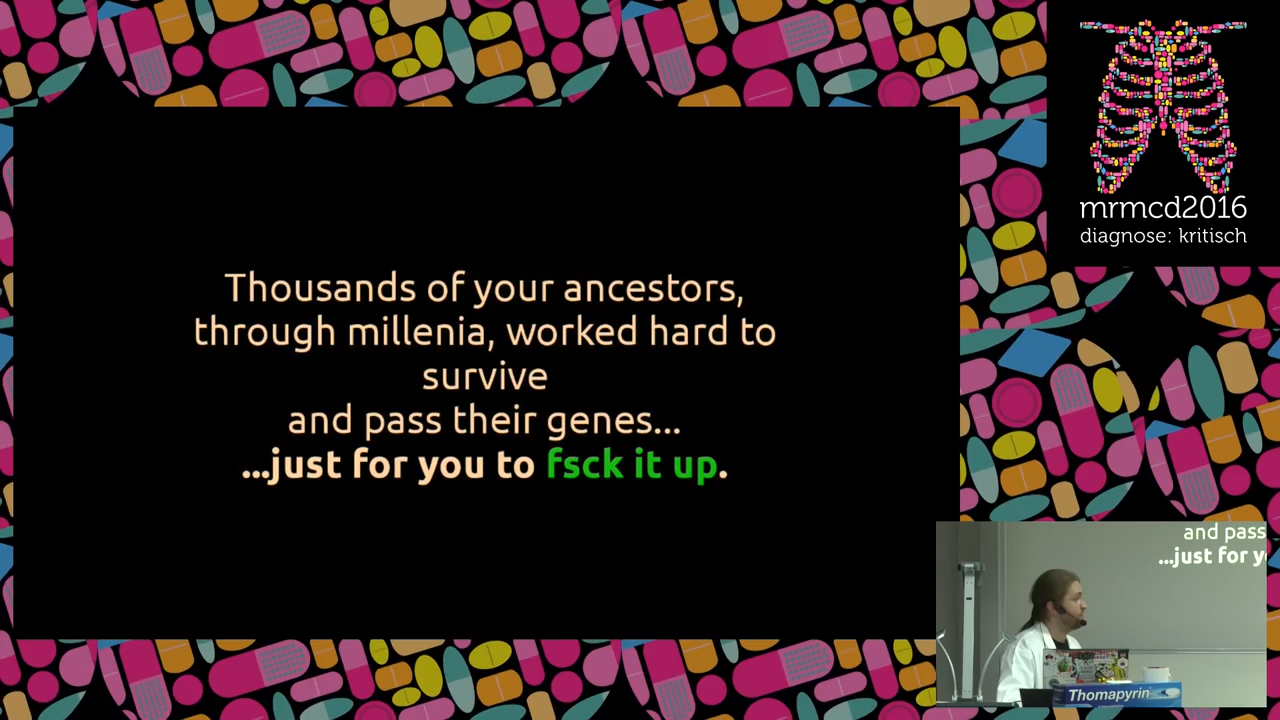 Thousands of your ancestors,
through millenia, worked hard to
survive
and pass their genes...
...just for you to fsck it up.
mrmcd2016
diagnose: kritisch
and pass
...just for y
Thomapyrin